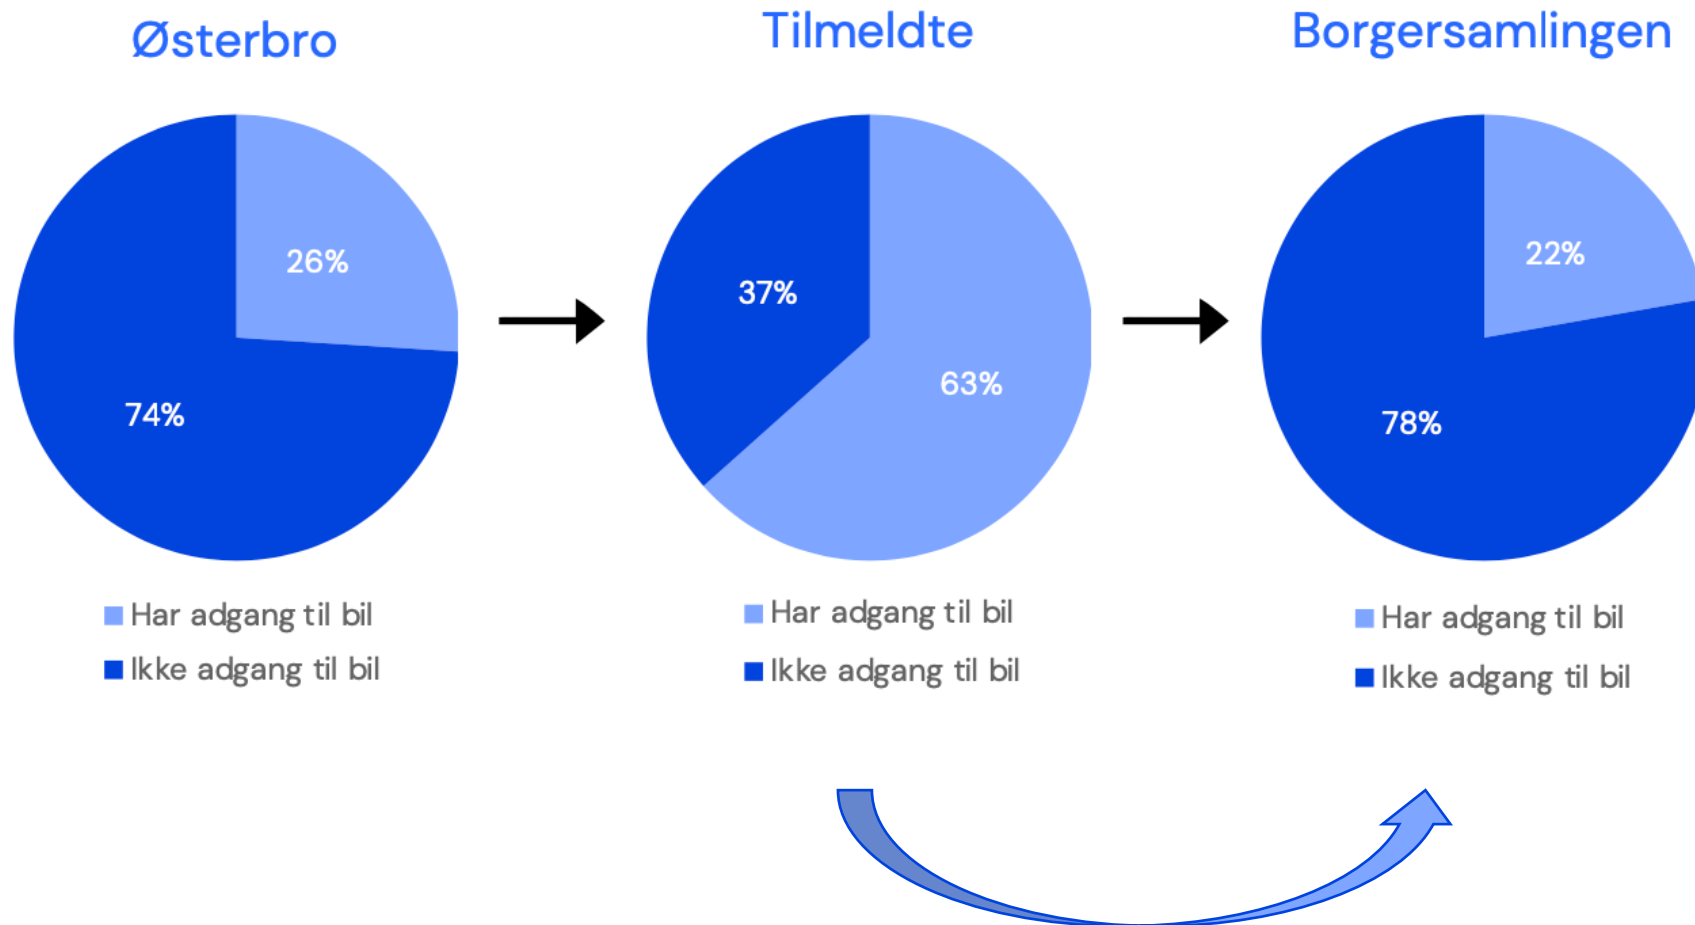 Østerbro
26%
74%
Har adgang til bil
Ikke adgang til bil
Tilmeldte
37%
63%
Har adgang til bil
Ikke adgang til bil
Borgersamlingen
22%
78%
Har adgang til bil
Ikke adgang til bil